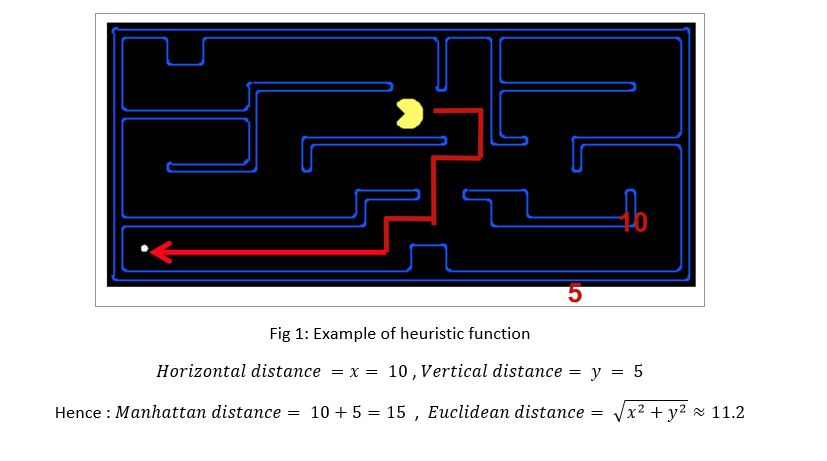 10
5
Fig 1: Example of heuristic function
Horizontal distance = x = 10 , Vertical distance = y = 5
Hence : Manhattan distance = 10 + 5 = 15 , Euclidean distance = √x² + y² ≈ 11.2